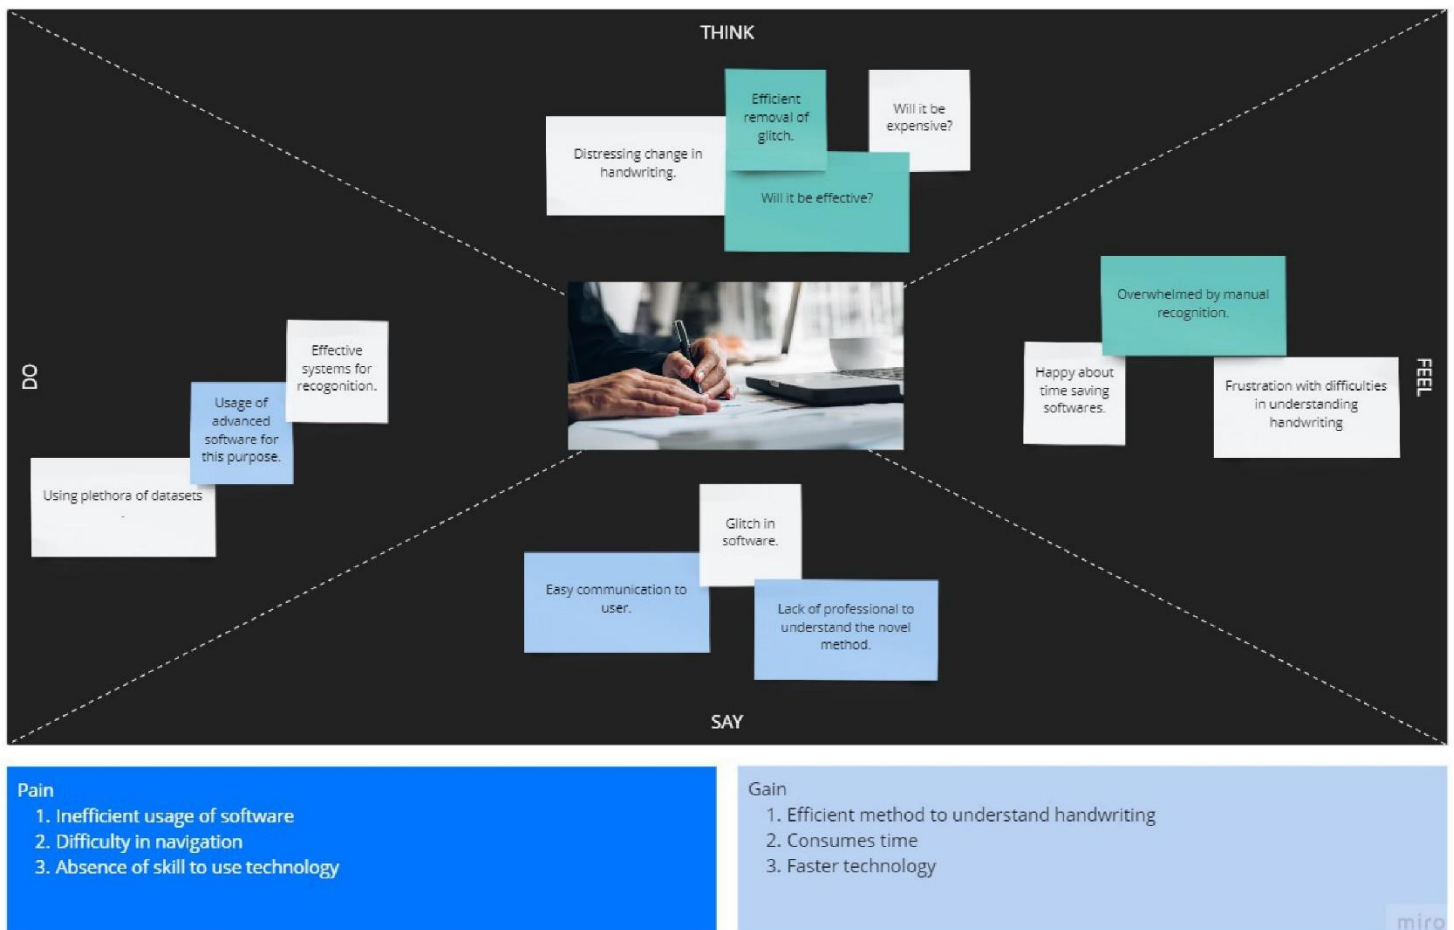 THINK
Efficient
removal of
glitch.
Will it be
expensive?
Distressing change in
handwriting.
Will it be effective?
DO
Effective
systems for
recogonition.
Usage of
advanced
software for
this purpose.
Using plethora of datasets
.
FEEL
Overwhelmed by manual
recognition.
Happy about
time saving
softwares.
Frustration with difficulties
in understanding
handwriting
Glitch in
software.
Easy communication to
user.
Lack of professional to
understand the novel
method.
SAY
Pain
1. Inefficient usage of software
2. Difficulty in navigation
3. Absence of skill to use technology
Gain
1. Efficient method to understand handwriting
2. Consumes time
3. Faster technology
miro